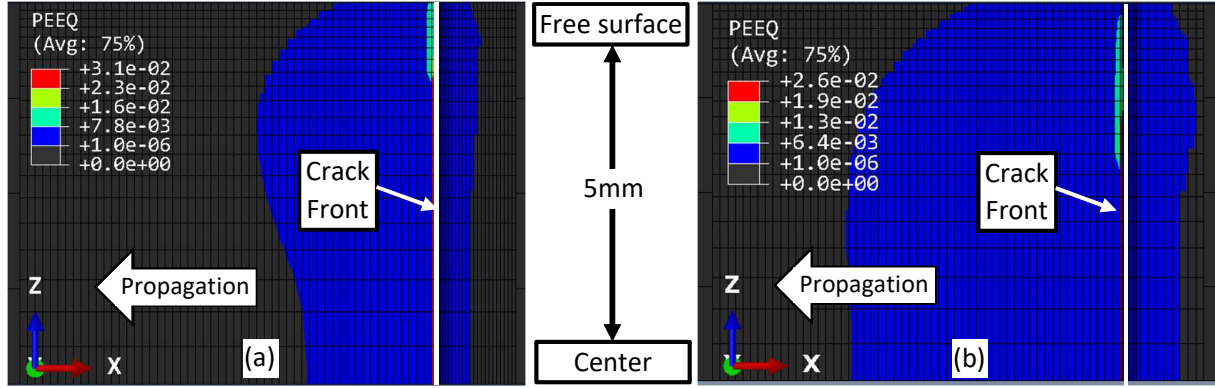 PEEQ
(Avg: 75%)
+3.1e-02
+2.3e-02
+1.6e-02
+7.8e-03
+1.0e-06
+0.0e+00
Crack
Front
Propagation
Z
Y
X
(a)
Free surface
5mm
Center
PEEQ
(Avg: 75%)
+2.6e-02
+1.9e-02
+1.3e-02
+6.4e-03
+1.0e-06
+0.0e+00
Crack
Front
Propagation
Z
Y
X
(b)